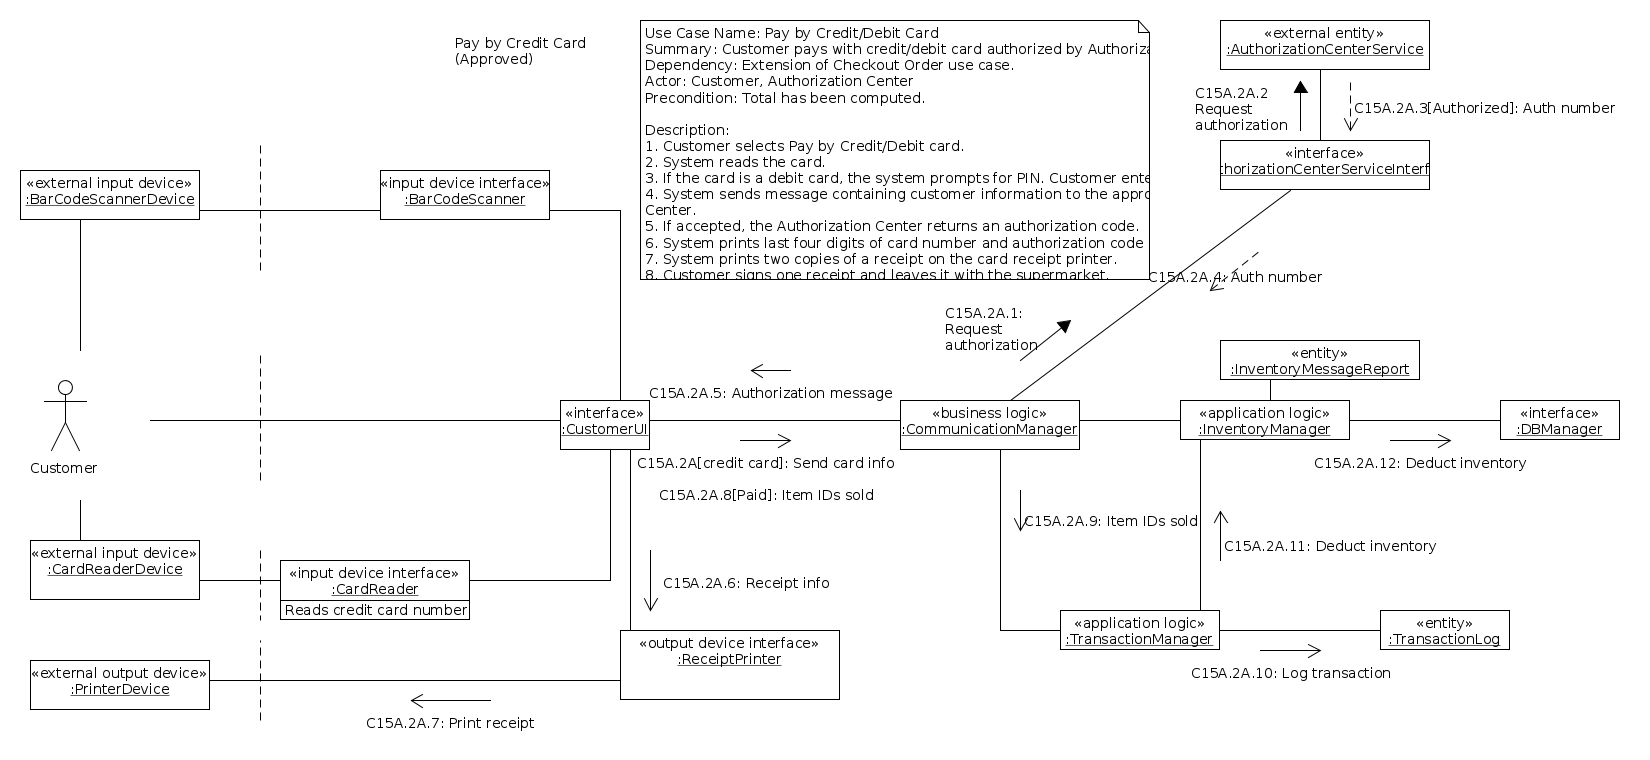 Pay by Credit Card
(Approved)
Use Case Name: Pay by Credit/Debit Card
Summary: Customer pays with credit/debit card authorized by
Dependency: Extension of Checkout Order use case.
Actor: Customer, Authorization Center
Precondition: Total has been computed.
Description:
1. Customer selects Pay by Credit/Debit card.
2. System reads the card.
3. If the card is a debit card, the system prompts for PIN. Customer
4. System sends message containing customer information to the
Center.
5. If accepted, the Authorization Center returns an authorization code.
6. System prints last four digits of card number and authorization code
7. System prints two copies of a receipt on the card receipt printer.
8. Customer signs one receipt and leaves it with the supermarket.
«external entity»
:AuthorizationCenterService
C15A.2A.2
Request
authorization
C15A.2A.3[Authorized]: Auth number
«interface»
thorizationCenterServiceInterf
«external input device»
:BarCodeScannerDevice
«input device interface»
:BarCodeScanner
C15A.2A.4: Auth number
C15A.2A.1:
Request
authorization
«entity»
:InventoryMessageReport
C15A.2A.5: Authorization message
Customer
«interface»
:CustomerUI
«business logic»
:CommunicationManager
«application logic»
:InventoryManager
«interface»
:DBManager
C15A.2A[credit card]: Send card info
C15A.2A.12: Deduct inventory
C15A.2A.8[Paid]: Item IDs sold
C15A.2A.9: Item IDs sold
C15A.2A.11: Deduct inventory
«external input device»
:CardReaderDevice
«input device interface»
:CardReader
Reads credit card number
C15A.2A.6: Receipt info
«output device interface»
:ReceiptPrinter
«application logic»
:TransactionManager
«entity»
:TransactionLog
C15A.2A.10: Log transaction
«external output device»
:PrinterDevice
C15A.2A.7: Print receipt